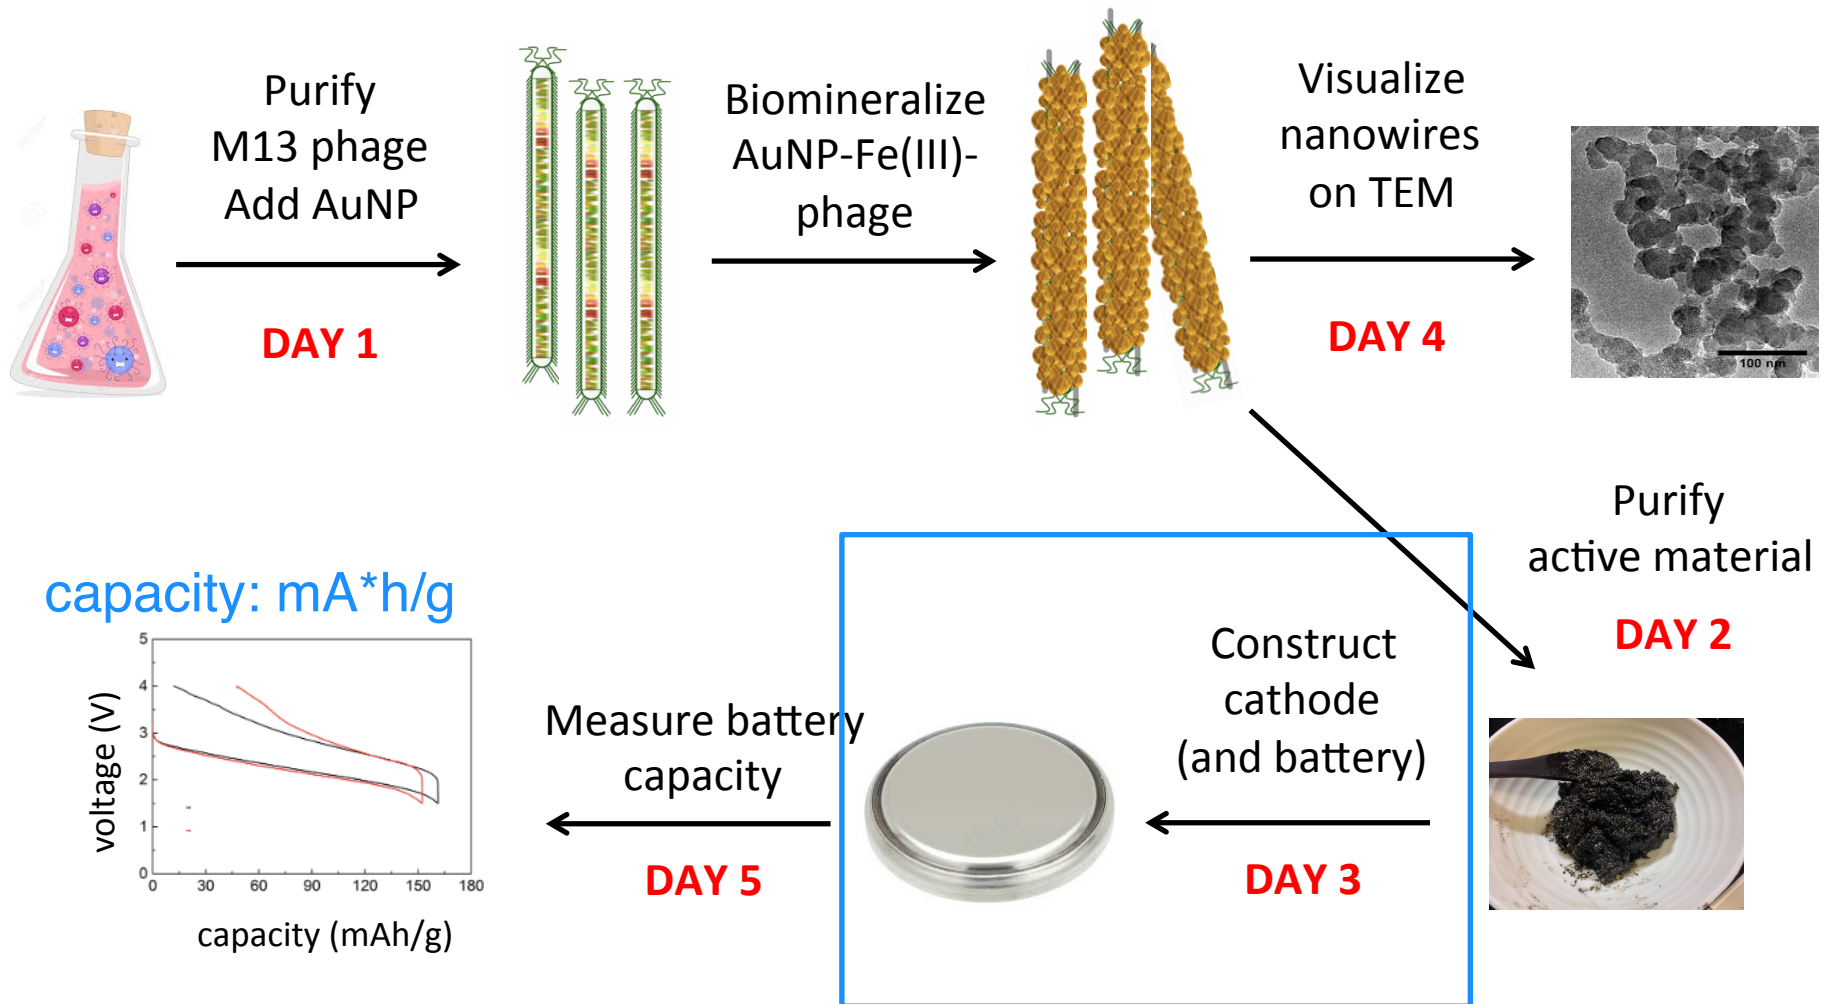 Purify
M13 phage
Add AuNP
DAY 1
Biomineralize
AuNP-Fe(III)-
phage
Visualize
nanowires
on TEM
DAY 4
100 nm
Purify
active material
DAY 2
Construct
cathode
(and battery)
DAY 3
Measure battery
capacity
DAY 5
capacity: mA*h/g
voltage (V)
5
4
3
2
1
0
0 30 60 90 120 150 180
capacity (mAh/g)